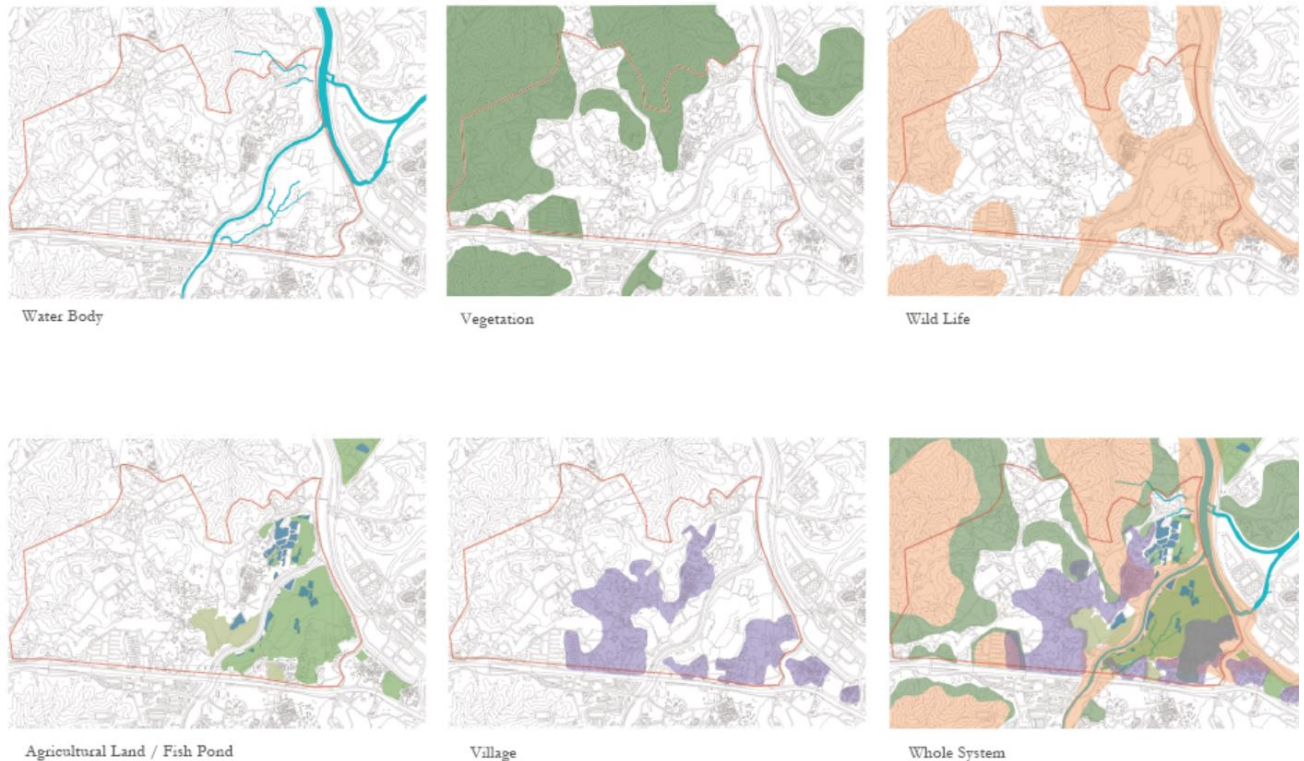 Water Body
Vegetation
Wild Life
Agricultural Land / Fish Pond
Village
Whole System